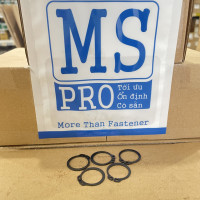 MS
PRO
Tối ưu
Ổn định
Có sẵn
More Than Fastener